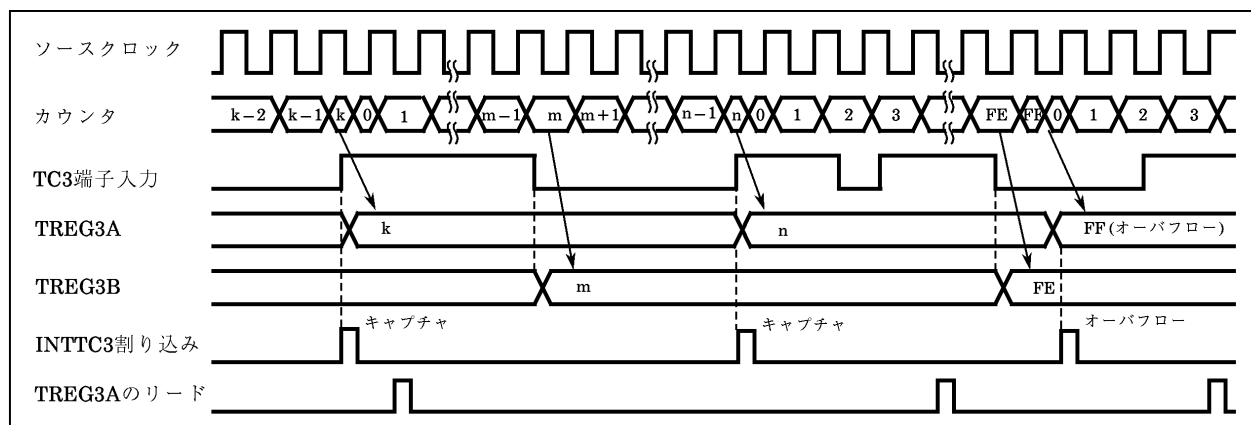 ソースクロック
カウンタ k-2 k-1 k 0 1 m-1 m m+1 n-1 n 0 1 2 3 FE FF 0 1 2 3
TC3端子入力
TREG3A k n FF(オーバフロー)
TREG3B m FE
キャプチャ キャプチャ オーバフロー
INTTC3割り込み
TREG3Aのリード